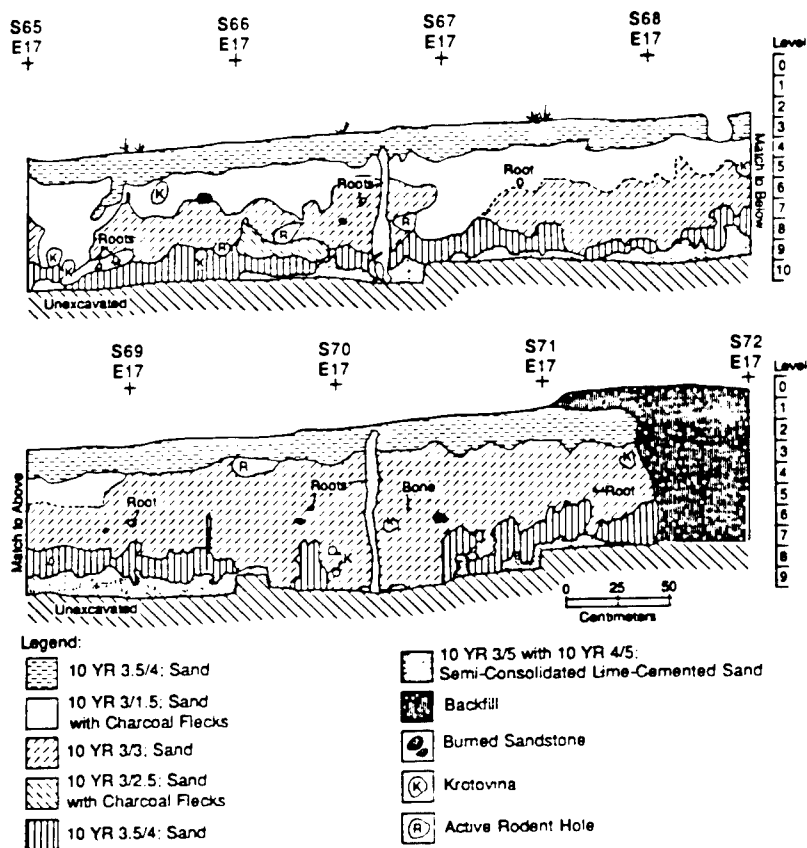 S65 S66 S67 S68
E17 E17 E17 E17
Level
0
1
2
3
4
5
6
7
8
9
10
Match to Below
Root
Roots
K
R
K
Roots
R
R
K
K
K
Unexcavated
S69 S70 S71 S72
E17 E17 E17 E17
Level
0
1
2
3
4
5
6
7
8
9
Match to Above
R
K
Root
Roots
Bone
Root
K
K
Unexcavated
0 25 50
Centimeters
Legend:
10 YR 3.5/4; Sand
10 YR 3/1.5; Sand
with Charcoal Flecks
10 YR 3/3; Sand
10 YR 3/2.5; Sand
with Charcoal Flecks
10 YR 3.5/4; Sand
10 YR 3/5 with 10 YR 4/5;
Semi-Consolidated Lime-Cemented Sand
Backfill
Burned Sandstone
K Krotovina
R Active Rodent Hole